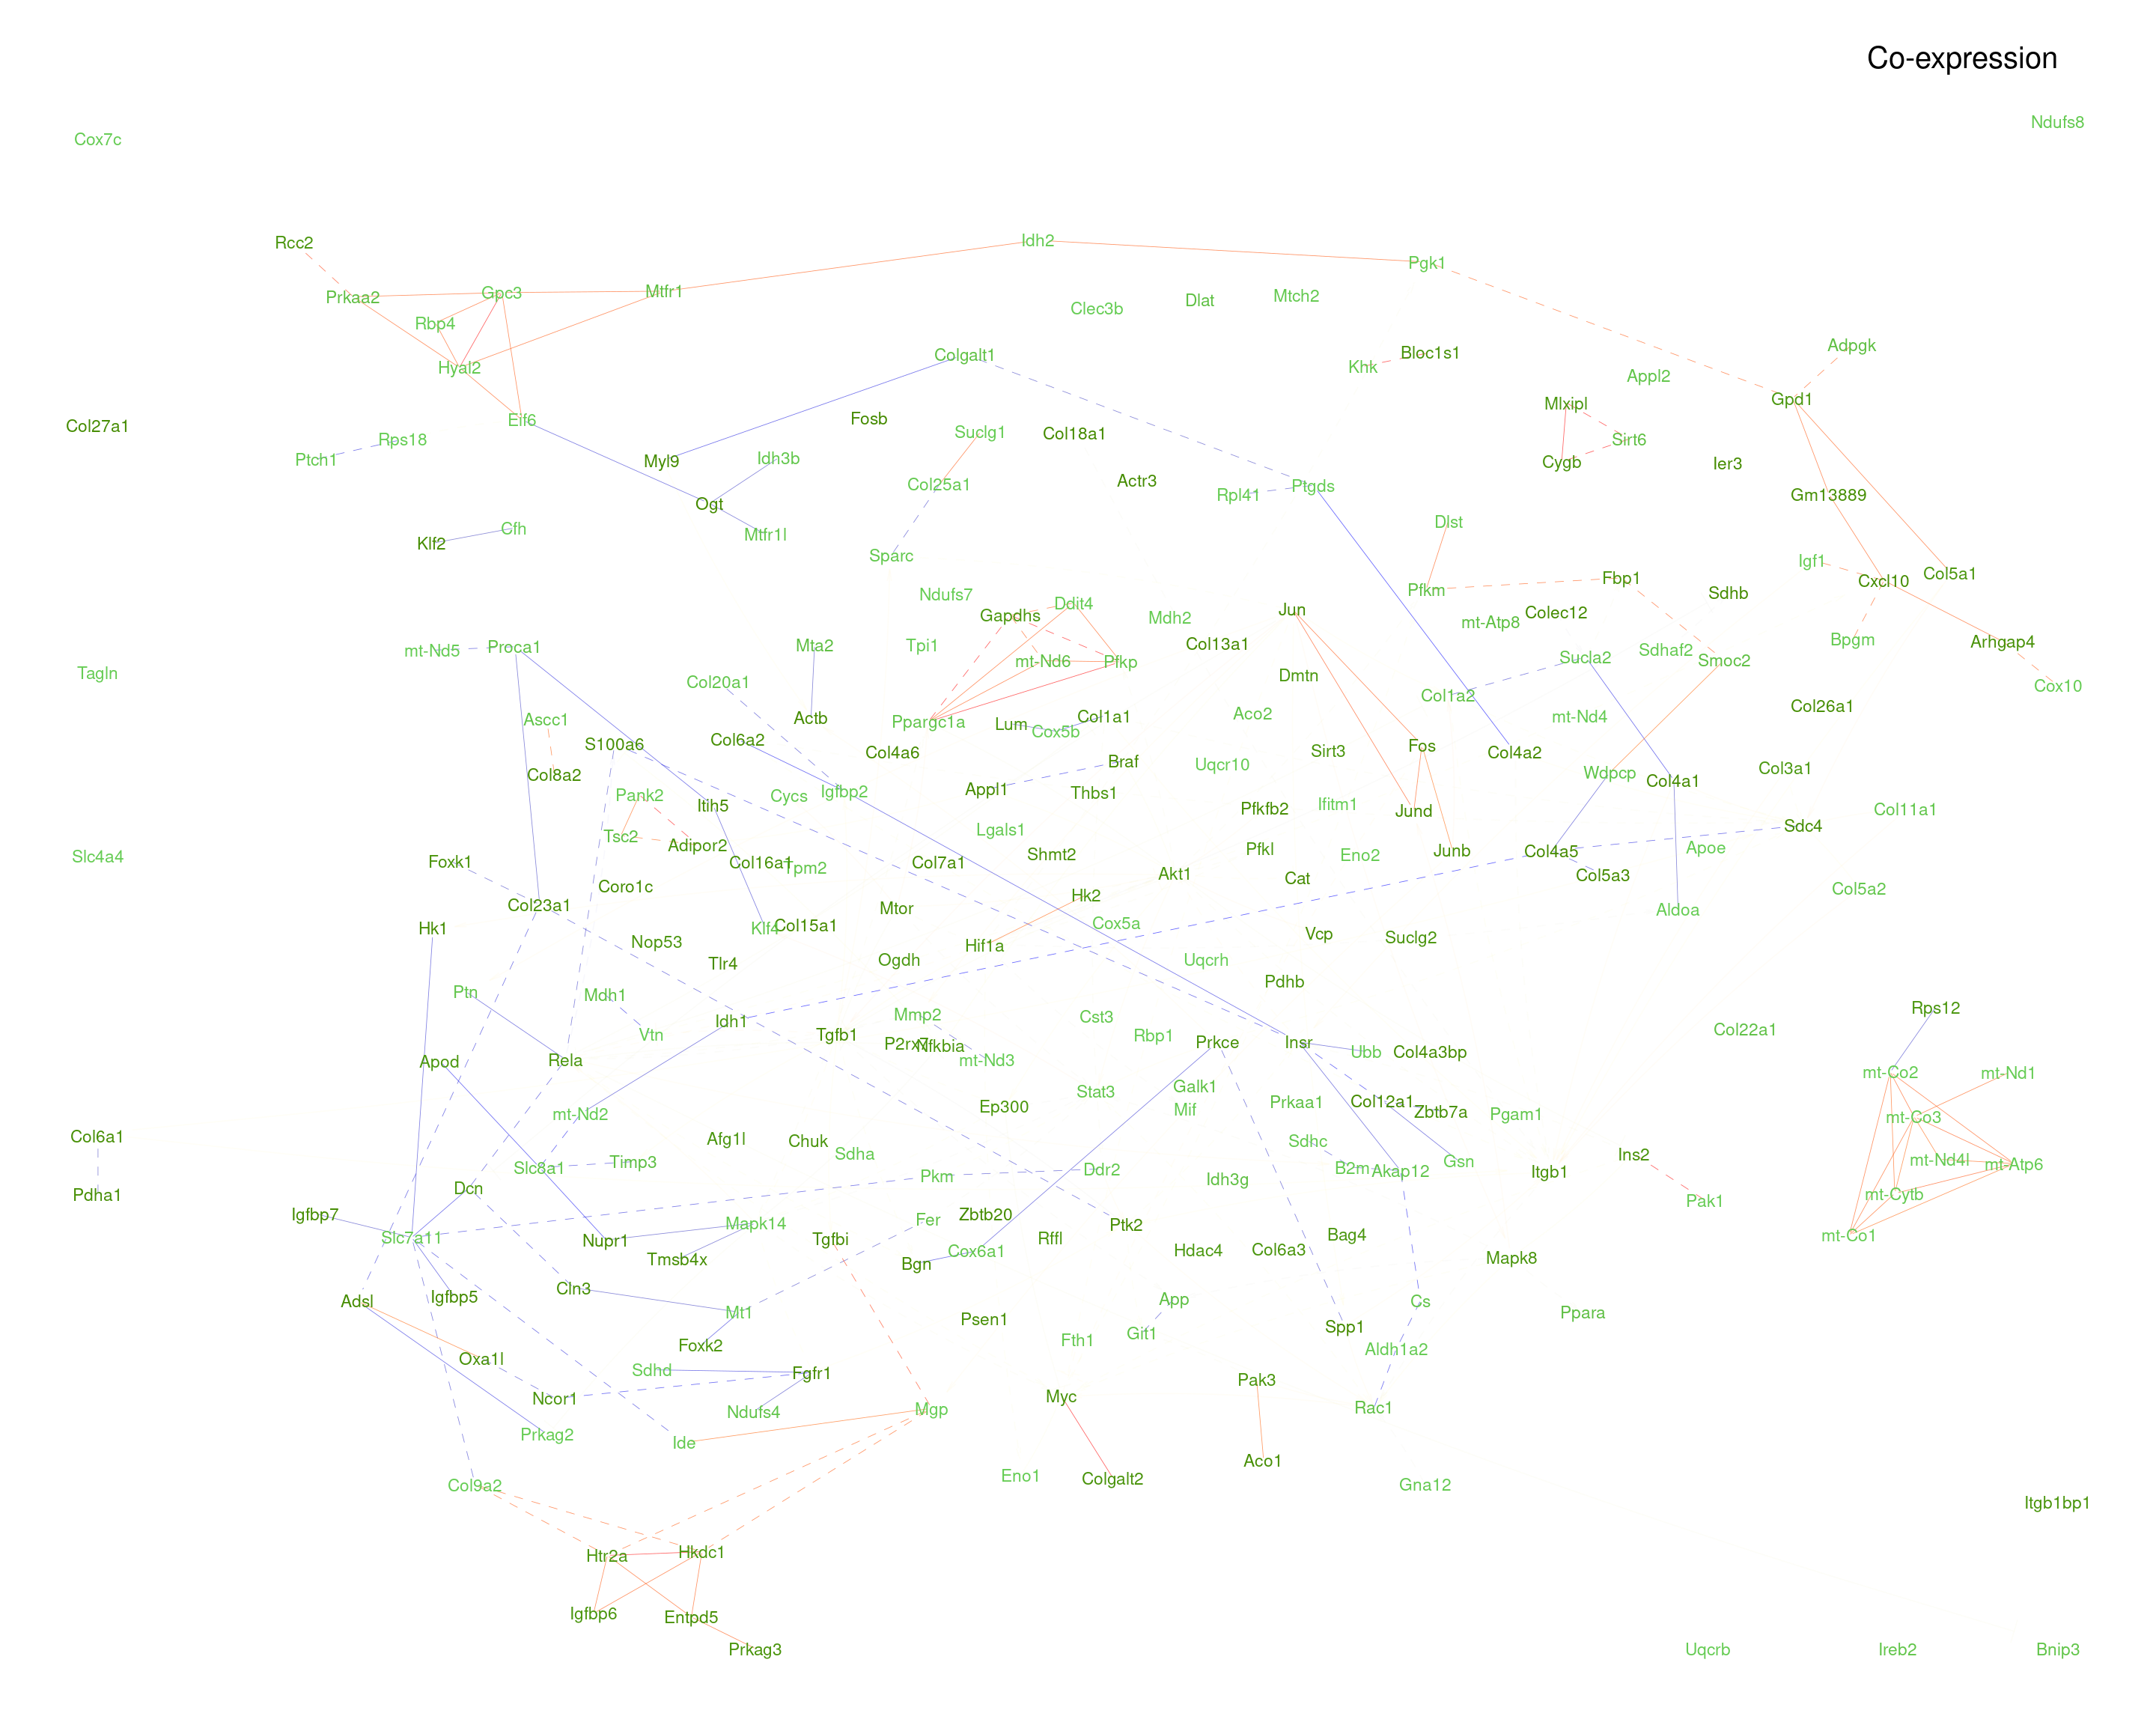 Co-expression
Ndufs8
Cox7c
Rcc2
Idh2
Pgk1
Prkaa2
Gpc3
Mtfr1
Clec3b
Dlat
Mtch2
Rbp4
Hyal2
Colgalt1
Khk
Bloc1s1
Adpgk
Appl2
Gpd1
Mlxipl
Eif6
Fosb
Col27a1
Rps18
Suclg1
Col18a1
Sirt6
Ptch1
Myl9
Idh3b
Cygb
Ier3
Col25a1
Actr3
Rpl41
Ptgds
Gm13889
Ogt
Klf2
Cfh
Mtfr1l
Dlst
Sparc
Igf1
Cxcl10
Col5a1
Ndufs7
Ddit4
Pfkm
Fbp1
Sdhb
Gapdhs
Jun
Colec12
mt-Nd5
Proca1
Mta2
Tpi1
Mdh2
Col13a1
mt-Atp8
Sdhaf2
Bpgm
Arhgap4
mt-Nd6
Pfkp
Sucla2
Smoc2
Tagln
Col20a1
Dmtn
Col1a2
Cox10
Ascc1
Actb
Ppargc1a
Lum
Cox5b
Col1a1
Aco2
mt-Nd4
Col26a1
S100a6
Col6a2
Col4a6
Sirt3
Fos
Col4a2
Col8a2
Appl1
Braf
Uqcr10
Wdpcp
Col4a1
Col3a1
Pank2
Itih5
Cycs
Igfbp2
Thbs1
Pfkfb2
Ifitm1
Jund
Col11a1
Tsc2
Adipor2
Lgals1
Sdc4
Foxk1
Col16a1
Tpm2
Col7a1
Shmt2
Pfkl
Eno2
Junb
Col4a5
Apoe
Slc4a4
Coro1c
Akt1
Cat
Col5a3
Col5a2
Col23a1
Mtor
Hk2
Aldoa
Hk1
Nop53
Klf4
Col15a1
Hif1a
Cox5a
Vcp
Suclg2
Tlr4
Ogdh
Uqcrh
Pdhb
Ptn
Mdh1
Idh1
Mmp2
Cst3
Rps12
Vtn
Tgfb1
P2rx7
Nfkbia
Rbp1
Prkce
Insr
Ubb
Col4a3bp
Col22a1
Apod
Rela
mt-Nd3
mt-Co2
mt-Nd1
Stat3
Galk1
mt-Nd2
Ep300
Mif
Prkaa1
Col12a1
Zbtb7a
Pgam1
mt-Co3
Col6a1
Afg1l
Chuk
Sdha
Sdhc
Ins2
Slc8a1
Timp3
Pkm
Ddr2
Idh3g
B2m
Akap12
Gsn
Itgb1
mt-Nd4l
mt-Atp6
Pdha1
Dcn
mt-Cytb
Pak1
Igfbp7
Slc7a11
Nupr1
Mapk14
Tgfbi
Fer
Zbtb20
Ptk2
mt-Co1
Tmsb4x
Bgn
Cox6a1
Rffl
Hdac4
Col6a3
Bag4
Mapk8
Adsl
Igfbp5
Cln3
Mt1
App
Cs
Ppara
Foxk2
Psen1
Fth1
Git1
Spp1
Aldh1a2
Oxa1l
Sdhd
Fgfr1
Ncor1
Ndufs4
Mgp
Myc
Pak3
Rac1
Prkag2
Ide
Aco1
Col9a2
Eno1
Colgalt2
Gna12
Itgb1bp1
Htr2a
Hkdc1
Igfbp6
Entpd5
Prkag3
Uqcrb
Ireb2
Bnip3